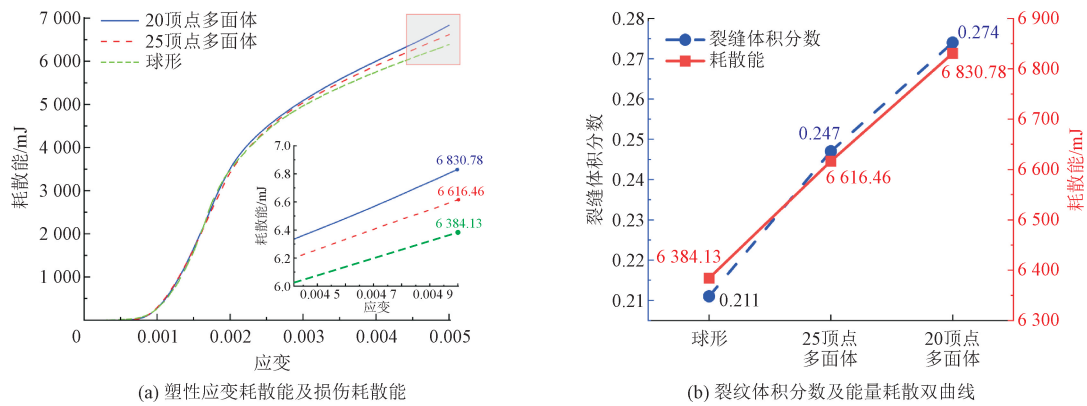 7 000
6 000
5 000
4 000
3 000
2 000
1 000
0
0.001
0.002
0.003
0.004
0.005
耗散能/mJ
应变
20顶点多面体
25顶点多面体
球形
7.0
6.8
6.6
6.4
6.2
6.0
耗散能/mJ
0.004 5
0.004 7
0.004 9
应变
6 830.78
6 616.46
6 384.13
(a) 塑性应变耗散能及损伤耗散能
0.28
0.27
0.26
0.25
0.24
0.23
0.22
0.21
裂缝体积分数
裂缝体积分数
耗散能
0.274
6 830.78
0.247
6 616.46
6 384.13
0.211
6 900
6 800
6 700
6 600
6 500
6 400
6 300
耗散能/mJ
球形
25顶点
多面体
20顶点
多面体
(b) 裂纹体积分数及能量耗散双曲线